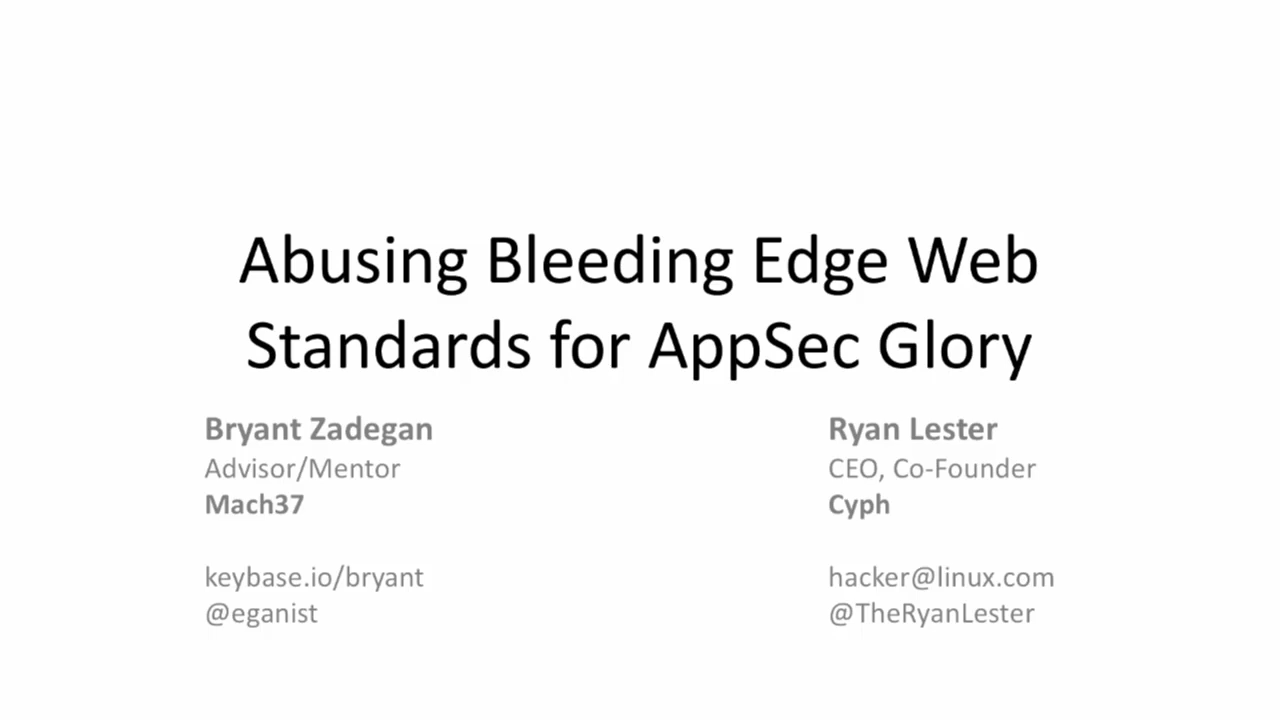 Abusing Bleeding Edge Web
Standards for AppSec Glory
Bryant Zadegan
Advisor/Mentor
Mach37
keybase.io/bryant
@eganist
Ryan Lester
CEO, Co-Founder
Cyph
hacker@linux.com
@TheRyanLester